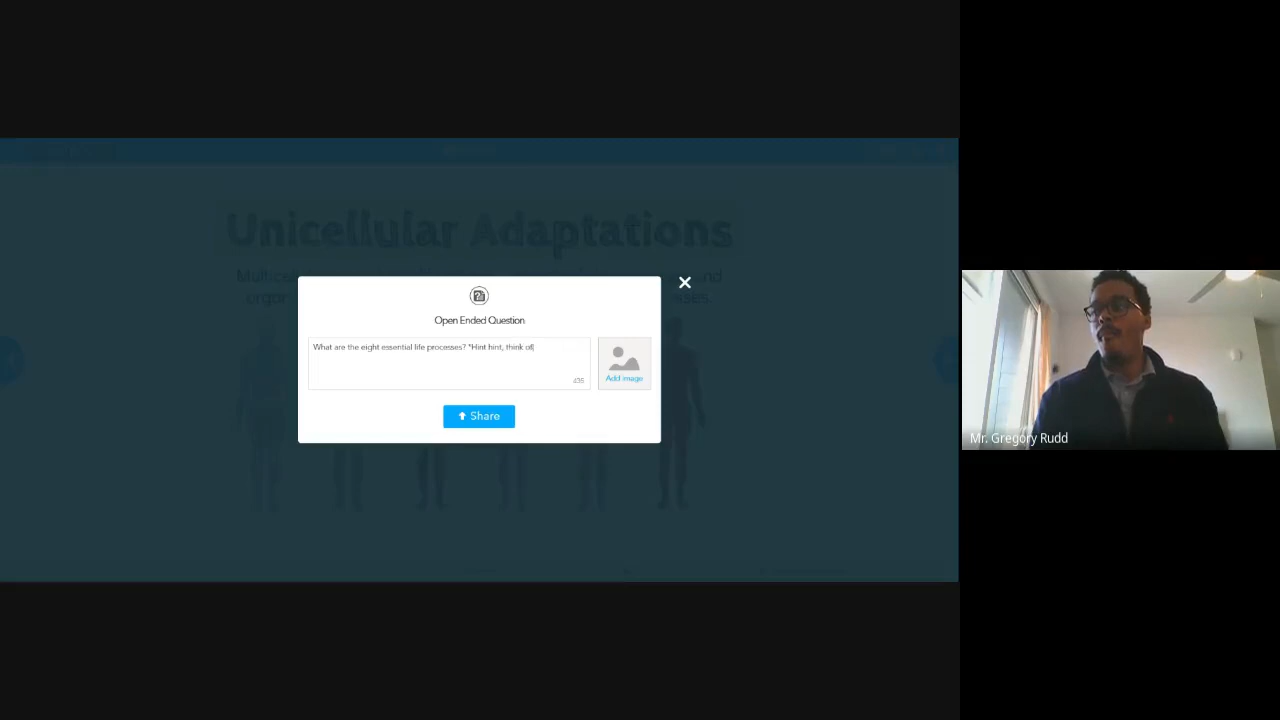 Unicellular Adaptations
Open Ended Question
What are the eight essential life processes? *Hint hint, think of
435
Add image
Share
Mr. Gregory Rudd